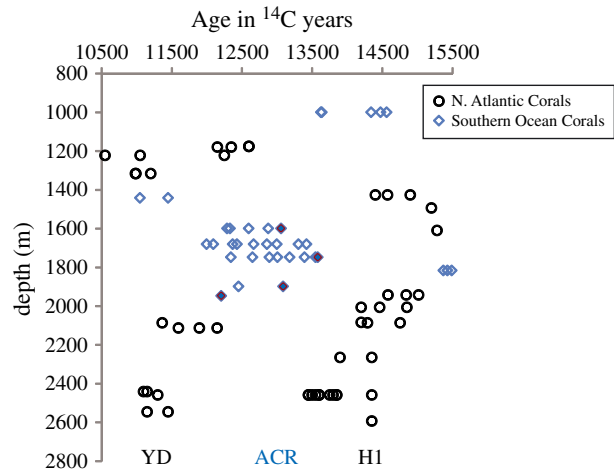 Age in ¹⁴C years
10500 11500 12500 13500 14500 15500
800
1000
1200
1400
1600
1800
2000
2200
2400
2600
2800
depth (m)
N. Atlantic Corals
Southern Ocean Corals
YD ACR H1